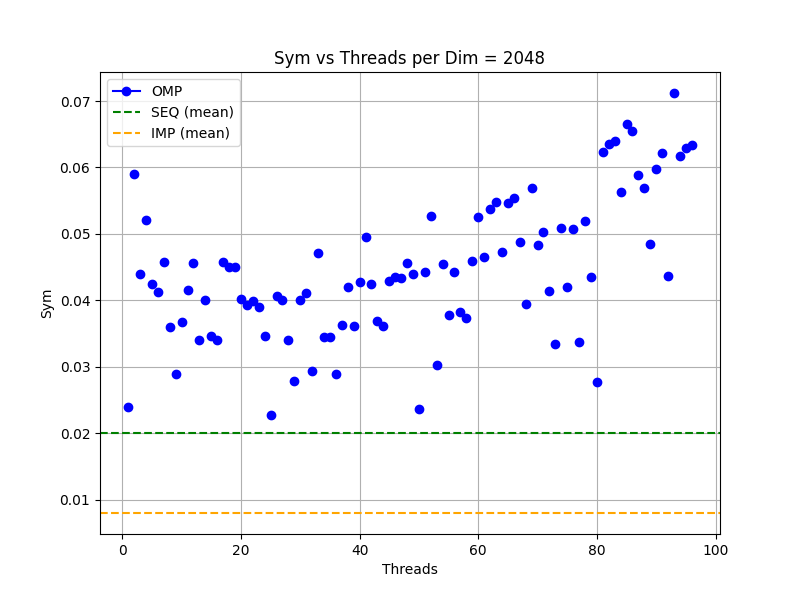 Sym vs Threads per Dim = 2048
OMP
SEQ (mean)
IMP (mean)
0.07
0.06
0.05
0.04
0.03
0.02
0.01
Sym
0 20 40 60 80 100
Threads